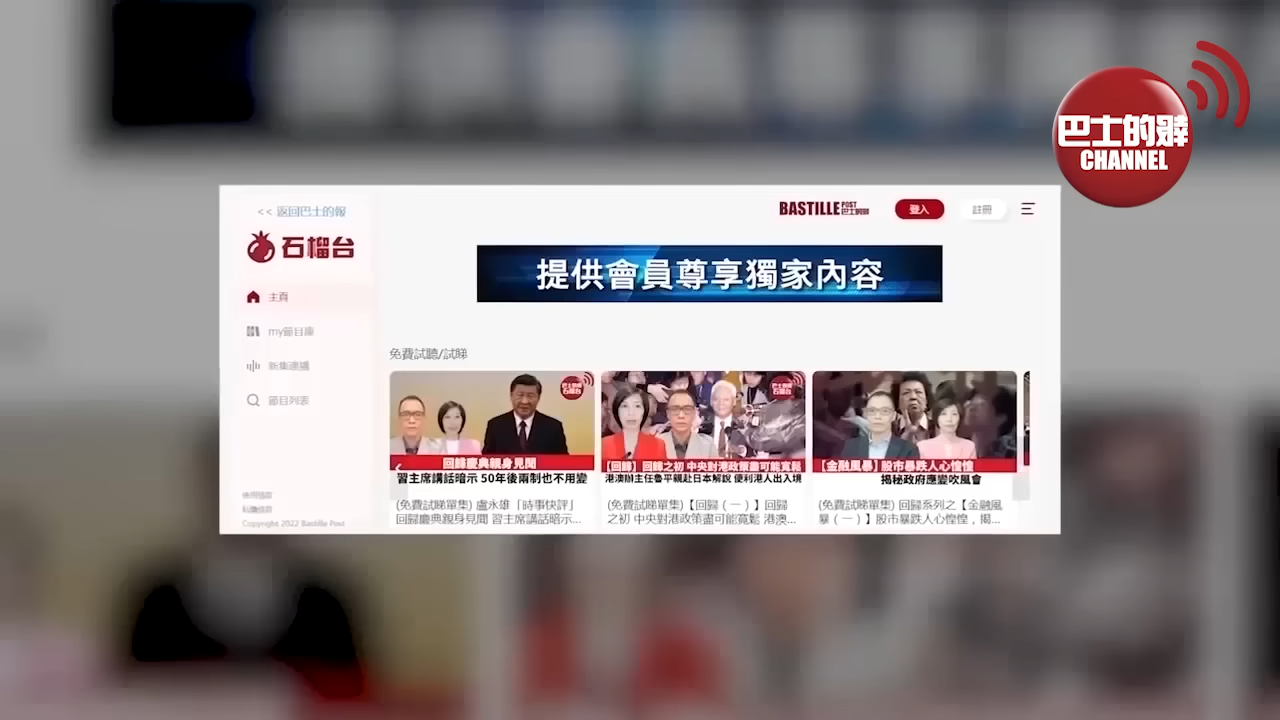 巴士的報
CHANNEL
<< 返回巴士的報
BASTILLE POST
巴士的報
登入
註冊
石榴台
提供會員尊享獨家內容
主頁
my節目庫
新集連播
節目列表
免費試聽/試睇
回歸慶典親身見聞
習主席講話暗示 50年後兩制也不用變
(免費試睇單集) 盧永雄「時事快評」
回歸慶典親身見聞 習主席講話暗示...
【回歸】回歸之初 中央對港政策盡可能寬鬆
港澳辦主任魯平親赴日本解說 便利港人出入境
(免費試睇單集)【回歸（一）】回歸
之初 中央對港政策盡可能寬鬆 港澳...
【金融風暴】股市暴跌人心惶惶
揭秘政府應變吹風會
(免費試睇單集) 回歸系列之【金融風
暴（一）】股市暴跌人心惶惶，揭...
Copyright 2022 Bastille Post